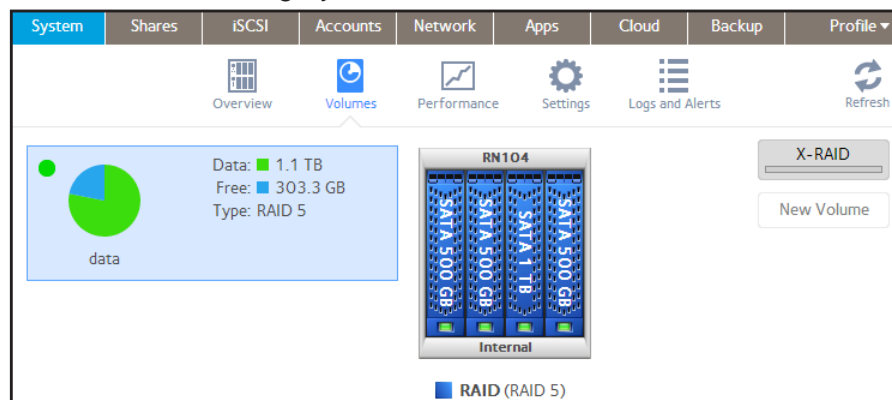 System Shares iSCSI Accounts Network Apps Cloud Backup Profile
Overview Volumes Performance Settings Logs and Alerts Refresh
Data: 1.1 TB
Free: 303.3 GB
Type: RAID 5
data
RN104
SATA 500 GB
SATA 500 GB
SATA 1 TB
SATA 500 GB
Internal
RAID (RAID 5)
X-RAID
New Volume